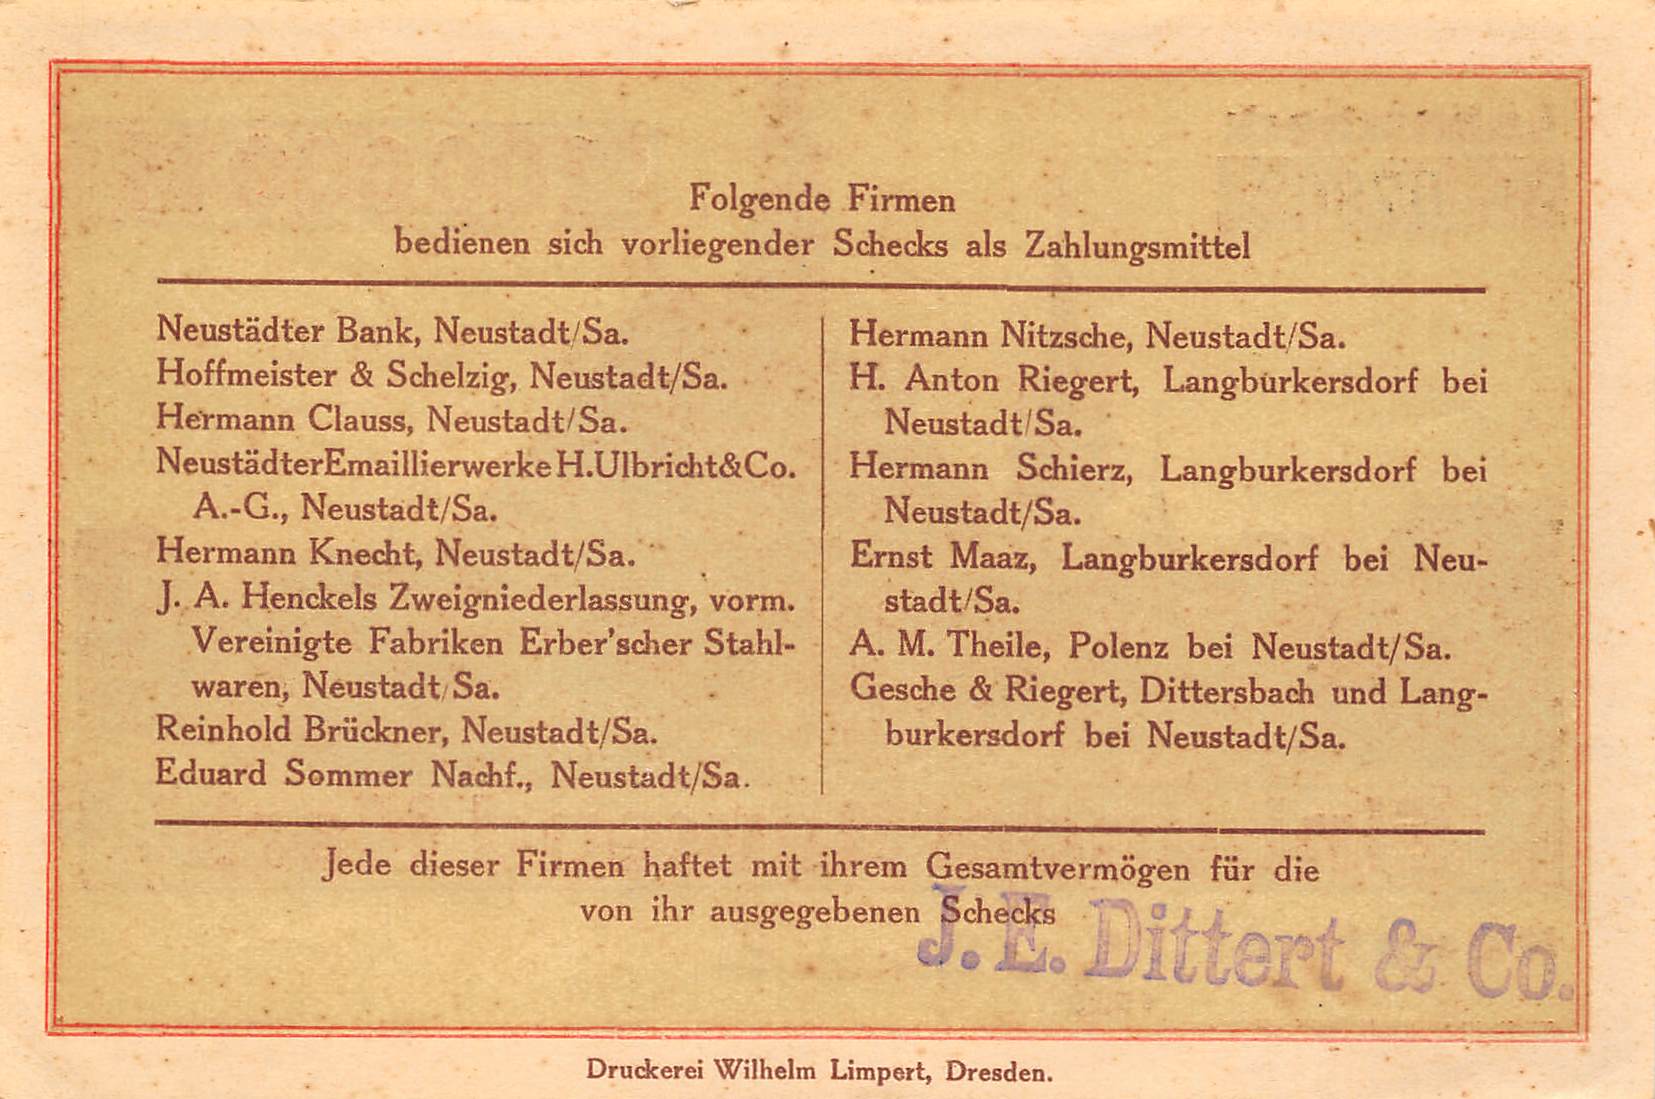 Folgende Firmen
bedienen sich vorliegender Schecks als Zahlungsmittel
Neustädter Bank, Neustadt/Sa.
Hoffmeister & Schelzig, Neustadt/Sa.
Hermann Clauss, Neustadt/Sa.
Neustädter Emaillierwerke H. Ulbricht & Co.
A.-G., Neustadt/Sa.
Hermann Knecht, Neustadt/Sa.
J. A. Henckels Zweigniederlassung, vorm.
Vereinigte Fabriken Erber'scher Stahl-
waren, Neustadt/Sa.
Reinhold Brückner, Neustadt/Sa.
Eduard Sommer Nachf., Neustadt/Sa.
Hermann Nitzsche, Neustadt/Sa.
H. Anton Riegert, Langburkersdorf bei
Neustadt/Sa.
Hermann Schierz, Langburkersdorf bei
Neustadt/Sa.
Ernst Maaz, Langburkersdorf bei Neu-
stadt/Sa.
A. M. Theile, Polenz bei Neustadt/Sa.
Gesche & Riegert, Dittersbach und Lang-
burkersdorf bei Neustadt/Sa.
Jede dieser Firmen haftet mit ihrem Gesamtvermögen für die
von ihr ausgegebenen Schecks
J. E. Dittert & Co.
Druckerei Wilhelm Limpert, Dresden.